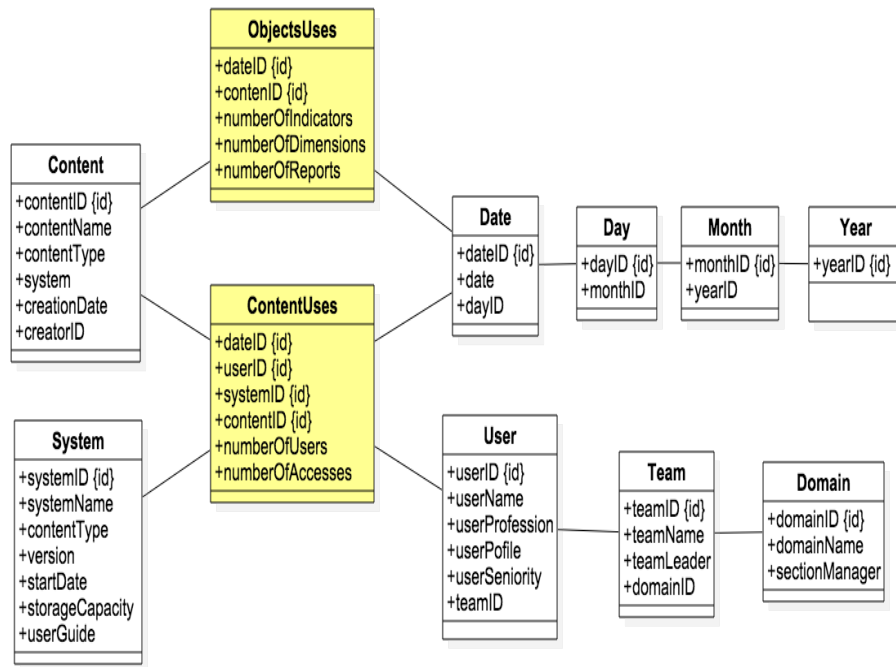 ObjectsUses
+dateID {id}
+contenID {id}
+numberOfIndicators
+numberOfDimensions
+numberOfReports
Content
+contentID {id}
+contentName
+contentType
+system
+creationDate
+creatorID
Date
+dateID {id}
+date
+dayID
Day
+dayID {id}
+monthID
Month
+monthID {id}
+yearID
Year
+yearID {id}
ContentUses
+dateID {id}
+userID {id}
+systemID {id}
+contentID {id}
+numberOfUsers
+numberOfAccesses
System
+systemID {id}
+systemName
+contentType
+version
+startDate
+storageCapacity
+userGuide
User
+userID {id}
+userName
+userProfession
+userPofile
+userSeniority
+teamID
Team
+teamID {id}
+teamName
+teamLeader
+domainID
Domain
+domainID {id}
+domainName
+sectionManager